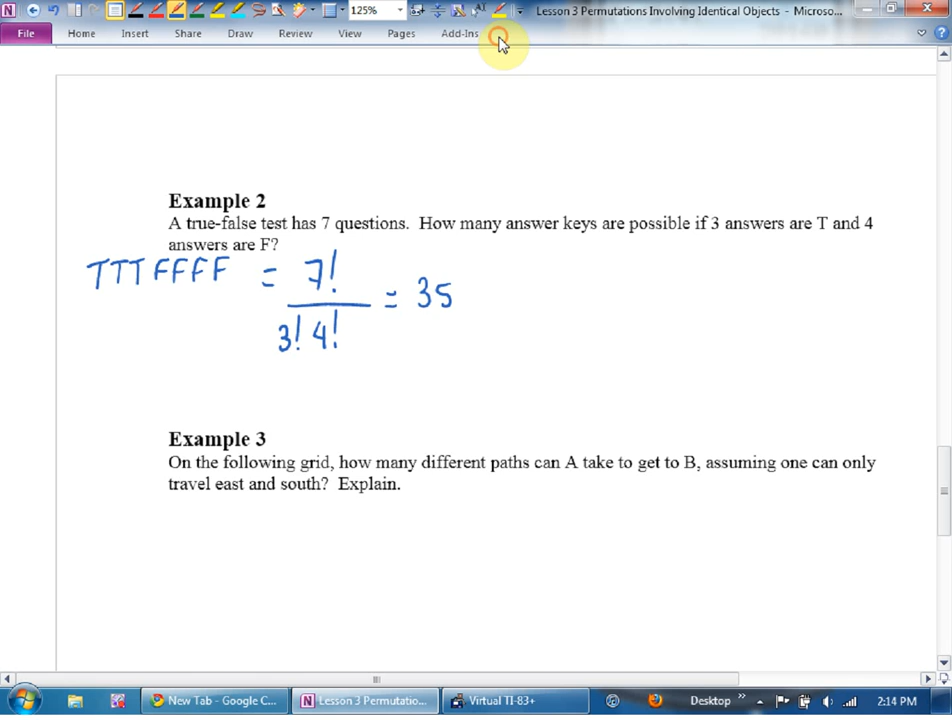 125%
Lesson 3 Permutations Involving Identical Objects - Microso...
File Home Insert Share Draw Review View Pages Add-Ins
Example 2
A true-false test has 7 questions. How many answer keys are possible if 3 answers are T and 4
answers are F?
TTTFFFF = 7! / 3! 4! = 35
Example 3
On the following grid, how many different paths can A take to get to B, assuming one can only
travel east and south? Explain.
New Tab - Google C... Lesson 3 Permutatio... Virtual TI-83+ Desktop 2:14 PM